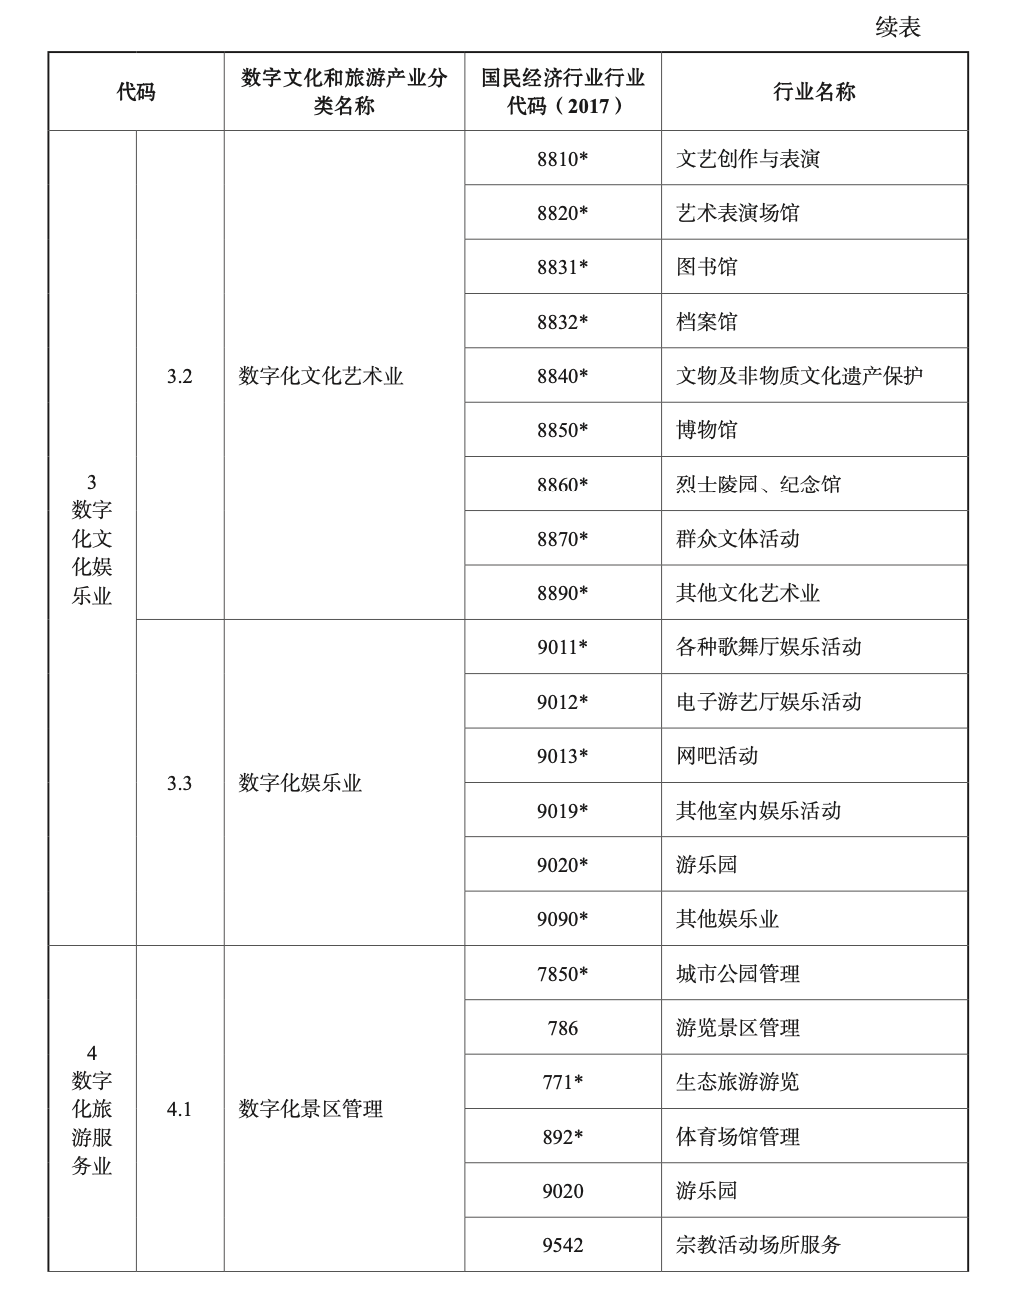 续表
代码
数字文化和旅游产业分
类名称
国民经济行业行业
代码（2017）
行业名称
3
数字
化文
化娱
乐业
3.2
数字化文化艺术业
8810*
文艺创作与表演
8820*
艺术表演场馆
8831*
图书馆
8832*
档案馆
8840*
文物及非物质文化遗产保护
8850*
博物馆
8860*
烈士陵园、纪念馆
8870*
群众文体活动
8890*
其他文化艺术业
3.3
数字化娱乐业
9011*
各种歌舞厅娱乐活动
9012*
电子游艺厅娱乐活动
9013*
网吧活动
9019*
其他室内娱乐活动
9020*
游乐园
9090*
其他娱乐业
4
数字
化旅
游服
务业
4.1
数字化景区管理
7850*
城市公园管理
786
游览景区管理
771*
生态旅游游览
892*
体育场馆管理
9020
游乐园
9542
宗教活动场所服务